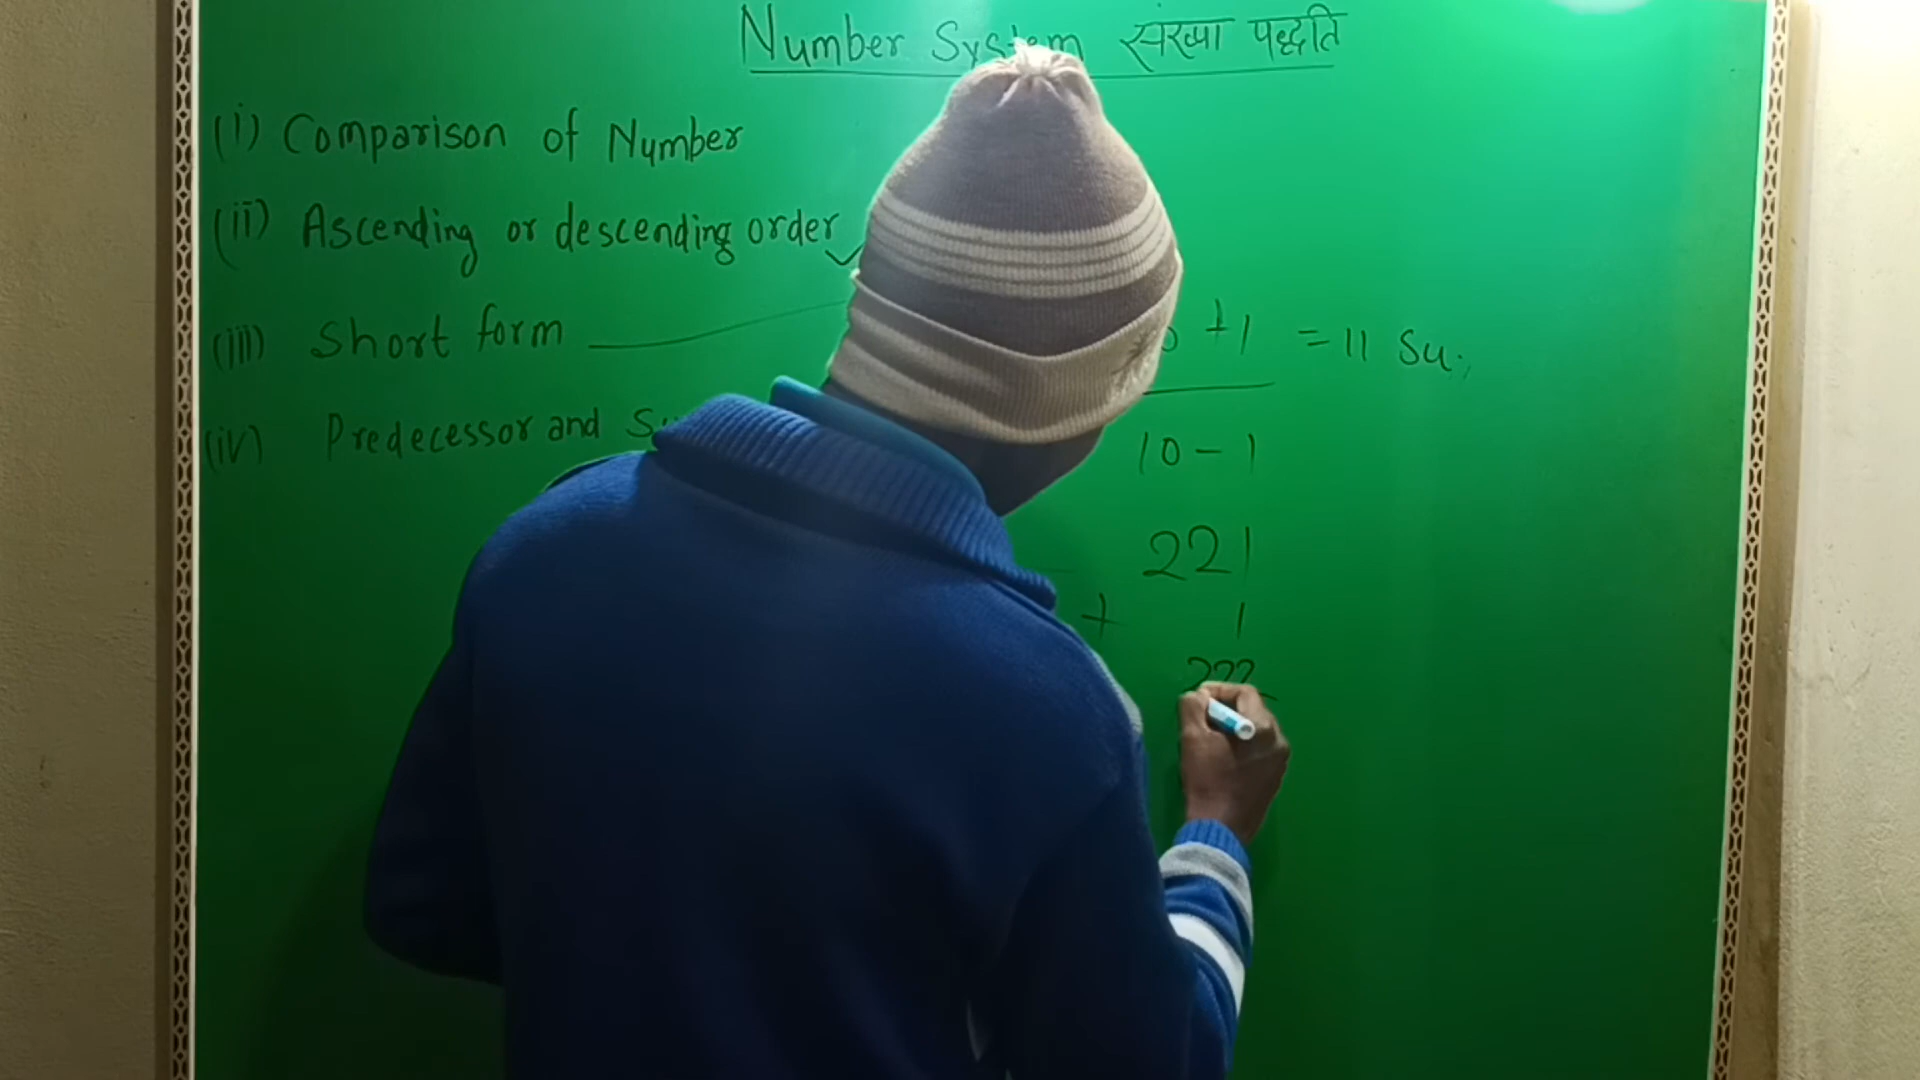 Number System संख्या पद्धति
(i) Comparison of Number
(ii) Ascending or descending order
(iii) Short form
(iv) Predecessor and
+1 = 11 Su.
10 - 1
221
+ 1
222